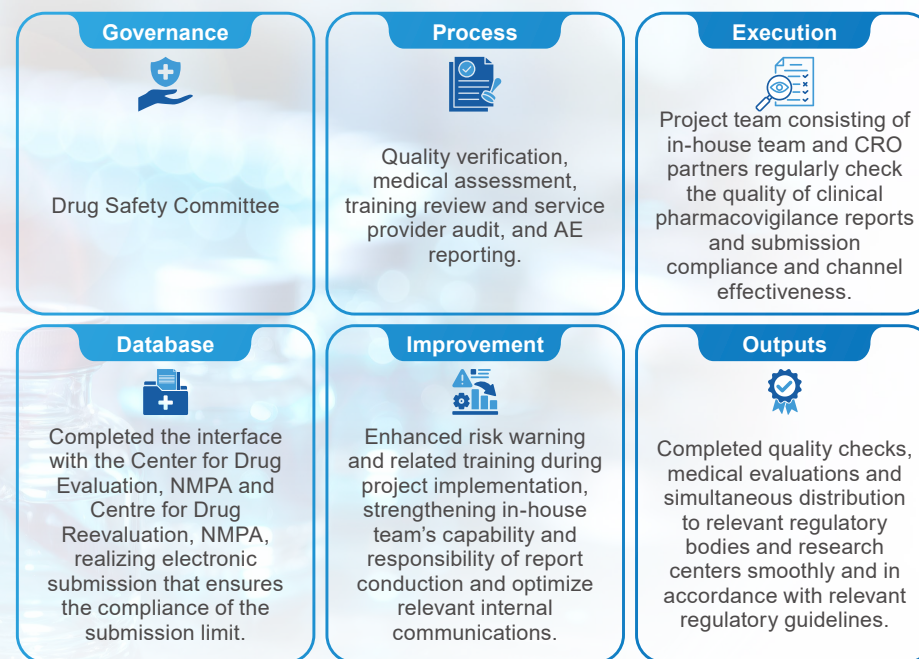 Governance
Drug Safety Committee
Process
Quality verification,
medical assessment,
training review and service
provider audit, and AE
reporting.
Execution
Project team consisting of
in-house team and CRO
partners regularly check
the quality of clinical
pharmacovigilance reports
and submission
compliance and channel
effectiveness.
Database
Completed the interface
with the Center for Drug
Evaluation, NMPA and
Centre for Drug
Reevaluation, NMPA,
realizing electronic
submission that ensures
the compliance of the
submission limit.
Improvement
Enhanced risk warning
and related training during
project implementation,
strengthening in-house
team’s capability and
responsibility of report
conduction and optimize
relevant internal
communications.
Outputs
Completed quality checks,
medical evaluations and
simultaneous distribution
to relevant regulatory
bodies and research
centers smoothly and in
accordance with relevant
regulatory guidelines.